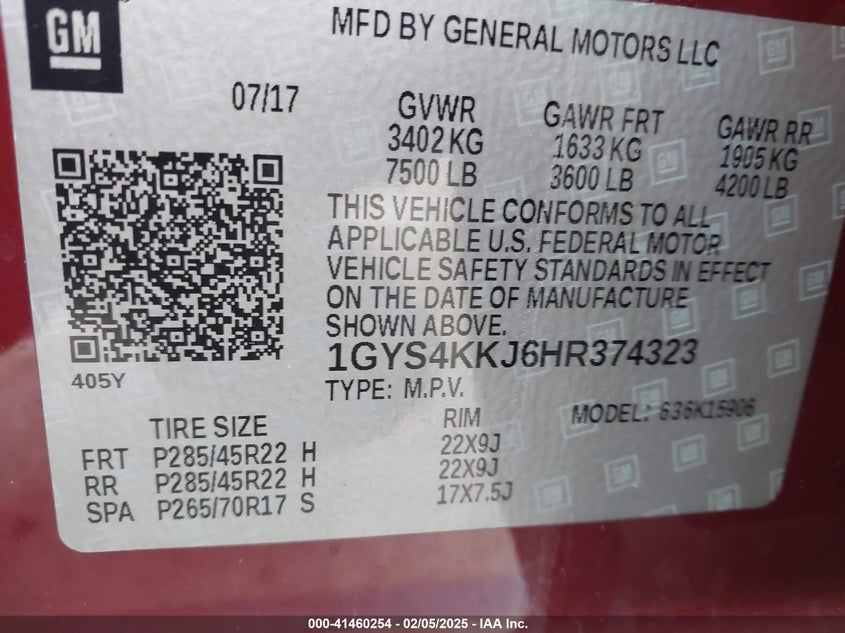 GM
MFD BY GENERAL MOTORS LLC
07/17
GVWR GAWR FRT GAWR RR
3402 KG 1633 KG 1905 KG
7500 LB 3600 LB 4200 LB
THIS VEHICLE CONFORMS TO ALL
APPLICABLE U.S. FEDERAL MOTOR
VEHICLE SAFETY STANDARDS IN EFFECT
ON THE DATE OF MANUFACTURE
SHOWN ABOVE.
1GYS4KKJ6HR374323
405Y
TYPE: M.P.V. MODEL: 636K15906
TIRE SIZE RIM
FRT P285/45R22 H 22X9J
RR P285/45R22 H 22X9J
SPA P265/70R17 S 17X7.5J
000-41460254 - 02/05/2025 - IAA Inc.